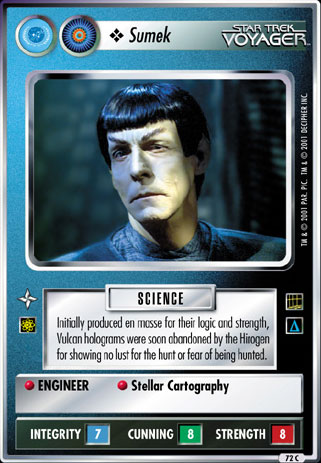 ❖ Sumek
STAR TREK
VOYAGER™
TM & © 2001 PAR. PIC. TM & © 2001 DECIPHER INC.
SCIENCE
Initially produced en masse for their logic and strength,
Vulcan holograms were soon abandoned by the Hirogen
for showing no lust for the hunt or fear of being hunted.
ENGINEER
Stellar Cartography
INTEGRITY 7 CUNNING 8 STRENGTH 8
72 C